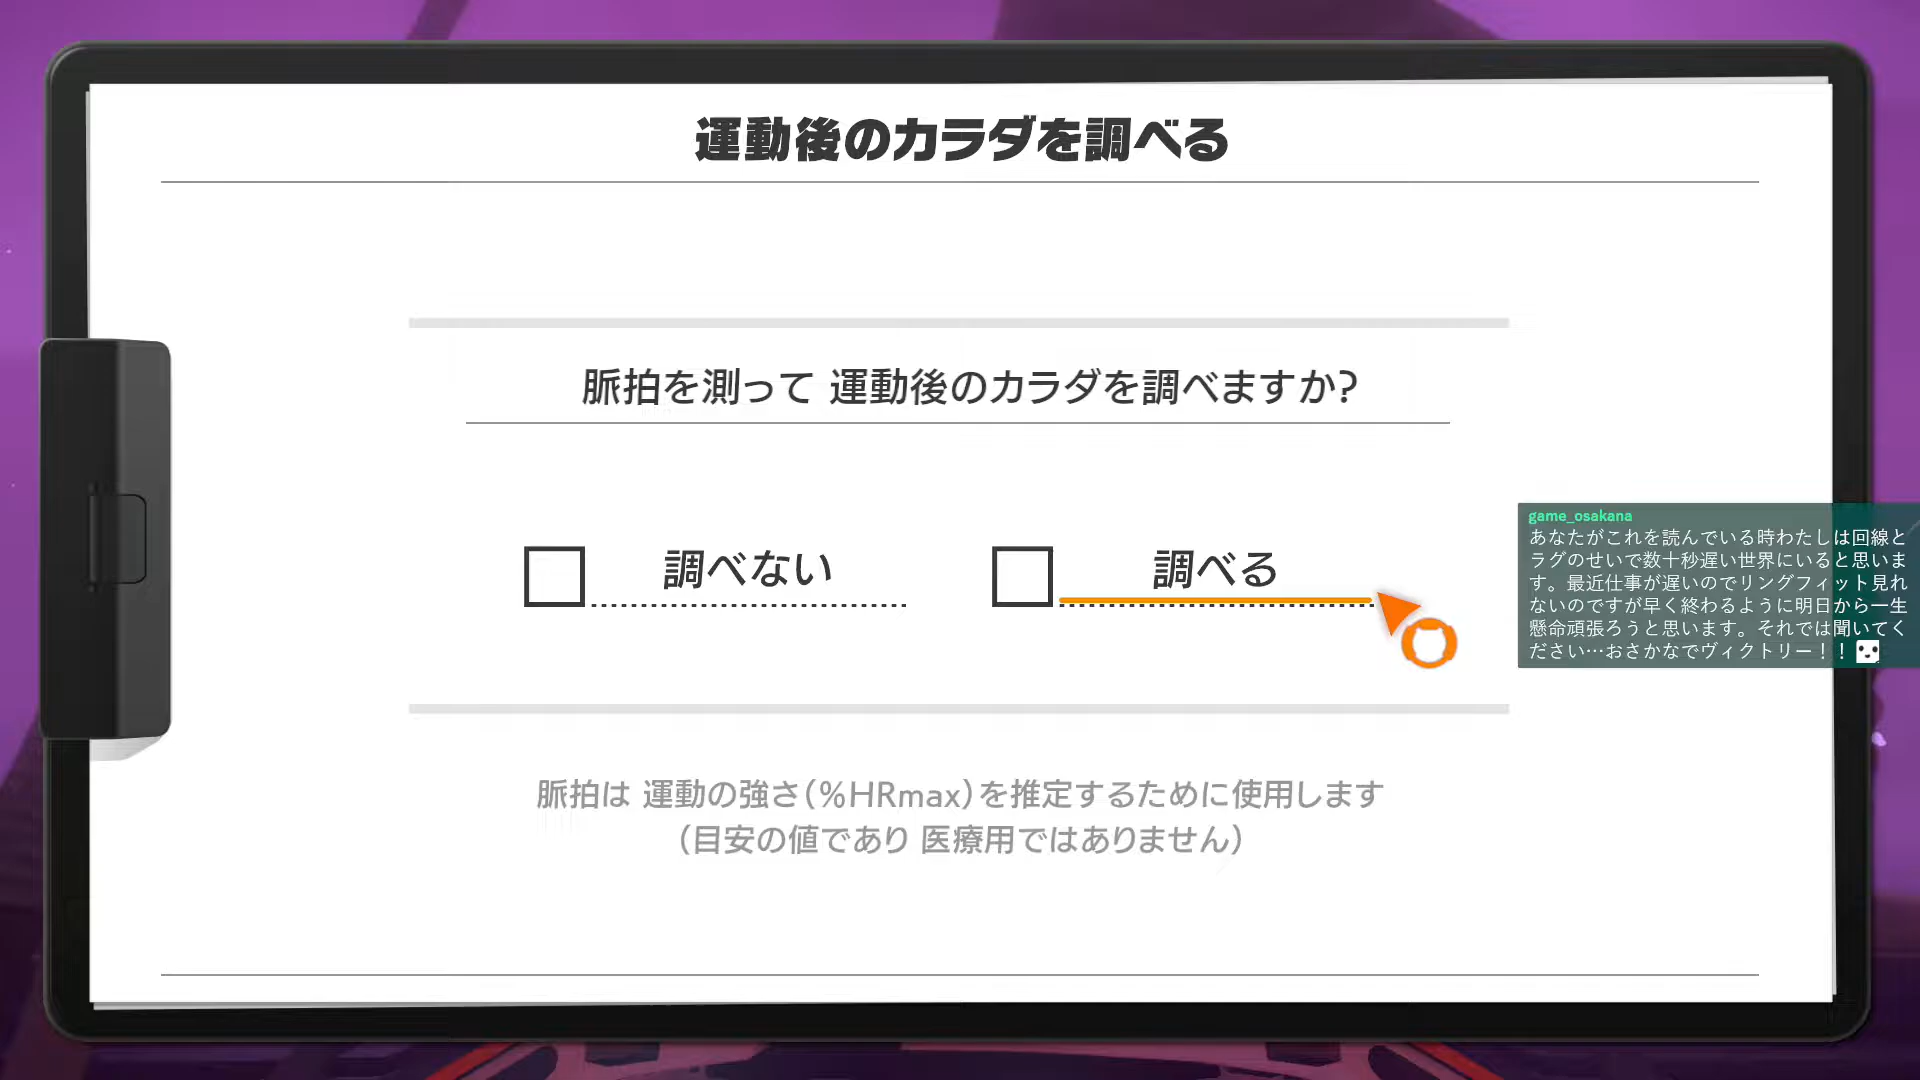 運動後のカラダを調べる
脈拍を測って 運動後のカラダを調べますか?
調べない
調べる
game_osakana
あなたがこれを読んでいる時わたしは回線と
ラグのせいで数十秒遅い世界にいると思いま
す。最近仕事が遅いのでリングフィット見れ
ないのですが早く終わるように明日から一生
懸命頑張ろうと思います。それでは聞いてく
ださい…おさかなでヴィクトリー！！
脈拍は 運動の強さ(%HRmax)を推定するために使用します
(目安の値であり 医療用ではありません)